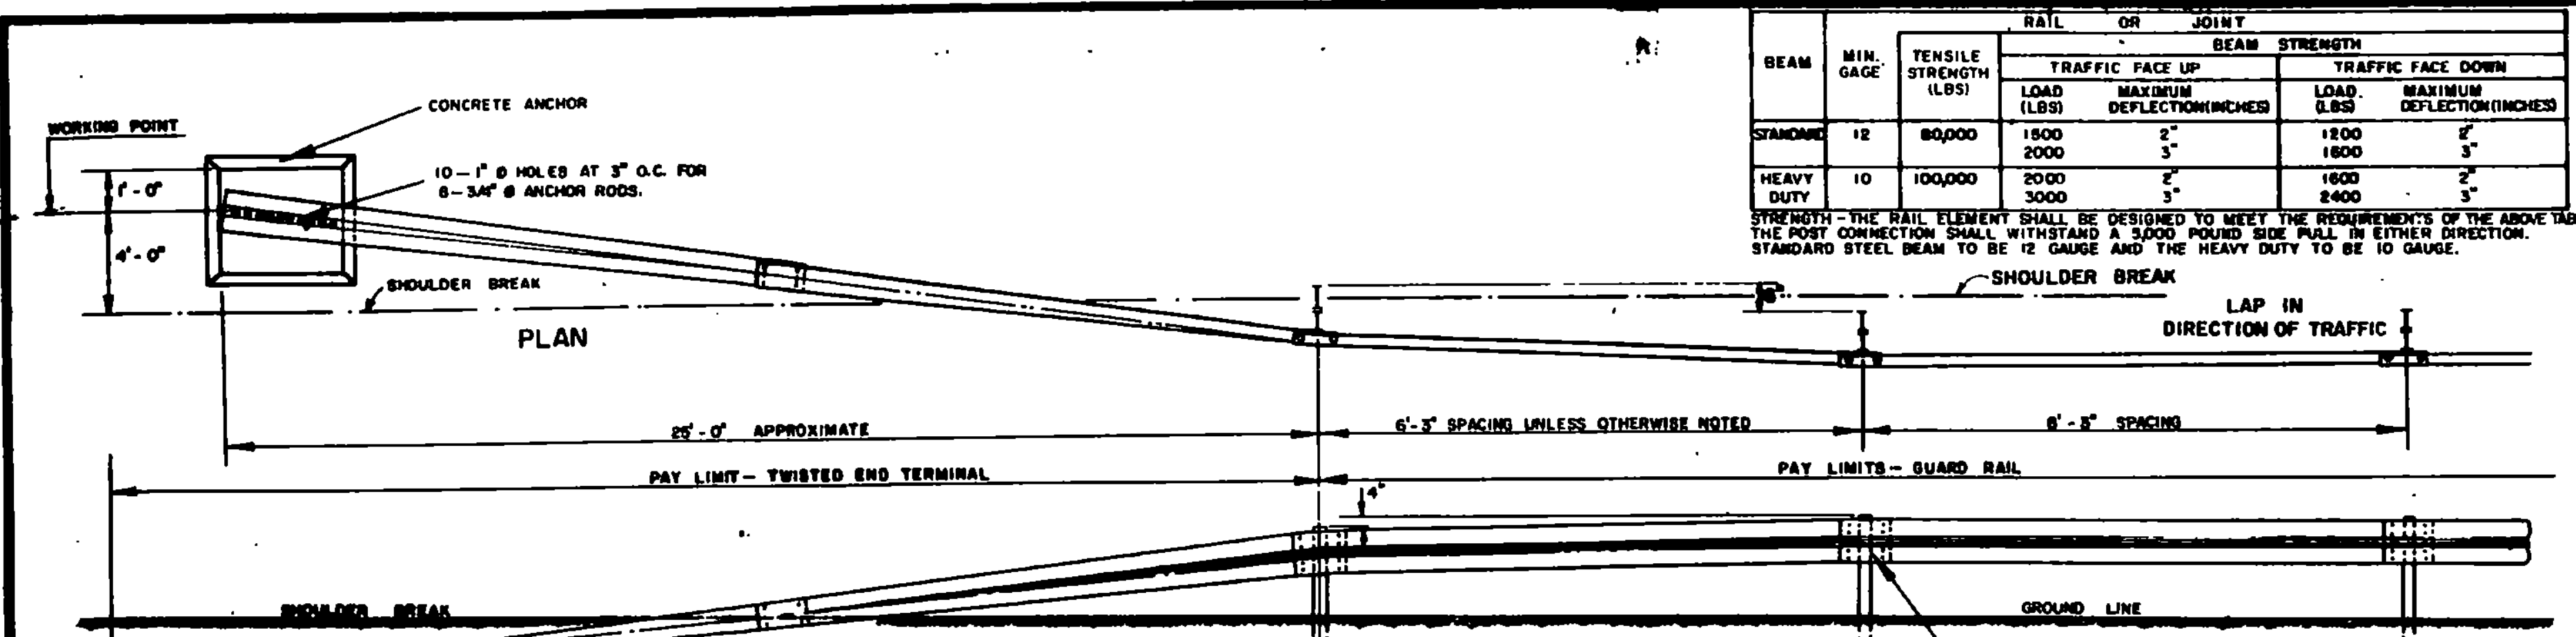 RAIL OR JOINT
BEAM
MIN. GAGE
TENSILE STRENGTH (LBS)
BEAM STRENGTH
TRAFFIC FACE UP
TRAFFIC FACE DOWN
LOAD (LBS)
MAXIMUM DEFLECTION (INCHES)
LOAD. (LBS)
MAXIMUM DEFLECTION (INCHES)
STANDARD 12 80,000 1500 2" 1200 2"
2000 3" 1600 3"
HEAVY DUTY 10 100,000 2000 2" 1600 2"
3000 3" 2400 3"
STRENGTH - THE RAIL ELEMENT SHALL BE DESIGNED TO MEET THE REQUIREMENTS OF THE ABOVE TAB
THE POST CONNECTION SHALL WITHSTAND A 5,000 POUND SIDE PULL IN EITHER DIRECTION.
STANDARD STEEL BEAM TO BE 12 GAUGE AND THE HEAVY DUTY TO BE 10 GAUGE.
CONCRETE ANCHOR
WORKING POINT
10 - 1" Ø HOLES AT 3" O.C. FOR
8 - 3/4" Ø ANCHOR RODS.
1' - 0"
4' - 0"
SHOULDER BREAK
PLAN
SHOULDER BREAK
LAP IN
DIRECTION OF TRAFFIC
25' - 0" APPROXIMATE
6' - 3" SPACING UNLESS OTHERWISE NOTED
6' - 3" SPACING
PAY LIMIT - TWISTED END TERMINAL
PAY LIMITS - GUARD RAIL
4"
SHOULDER BREAK
GROUND LINE